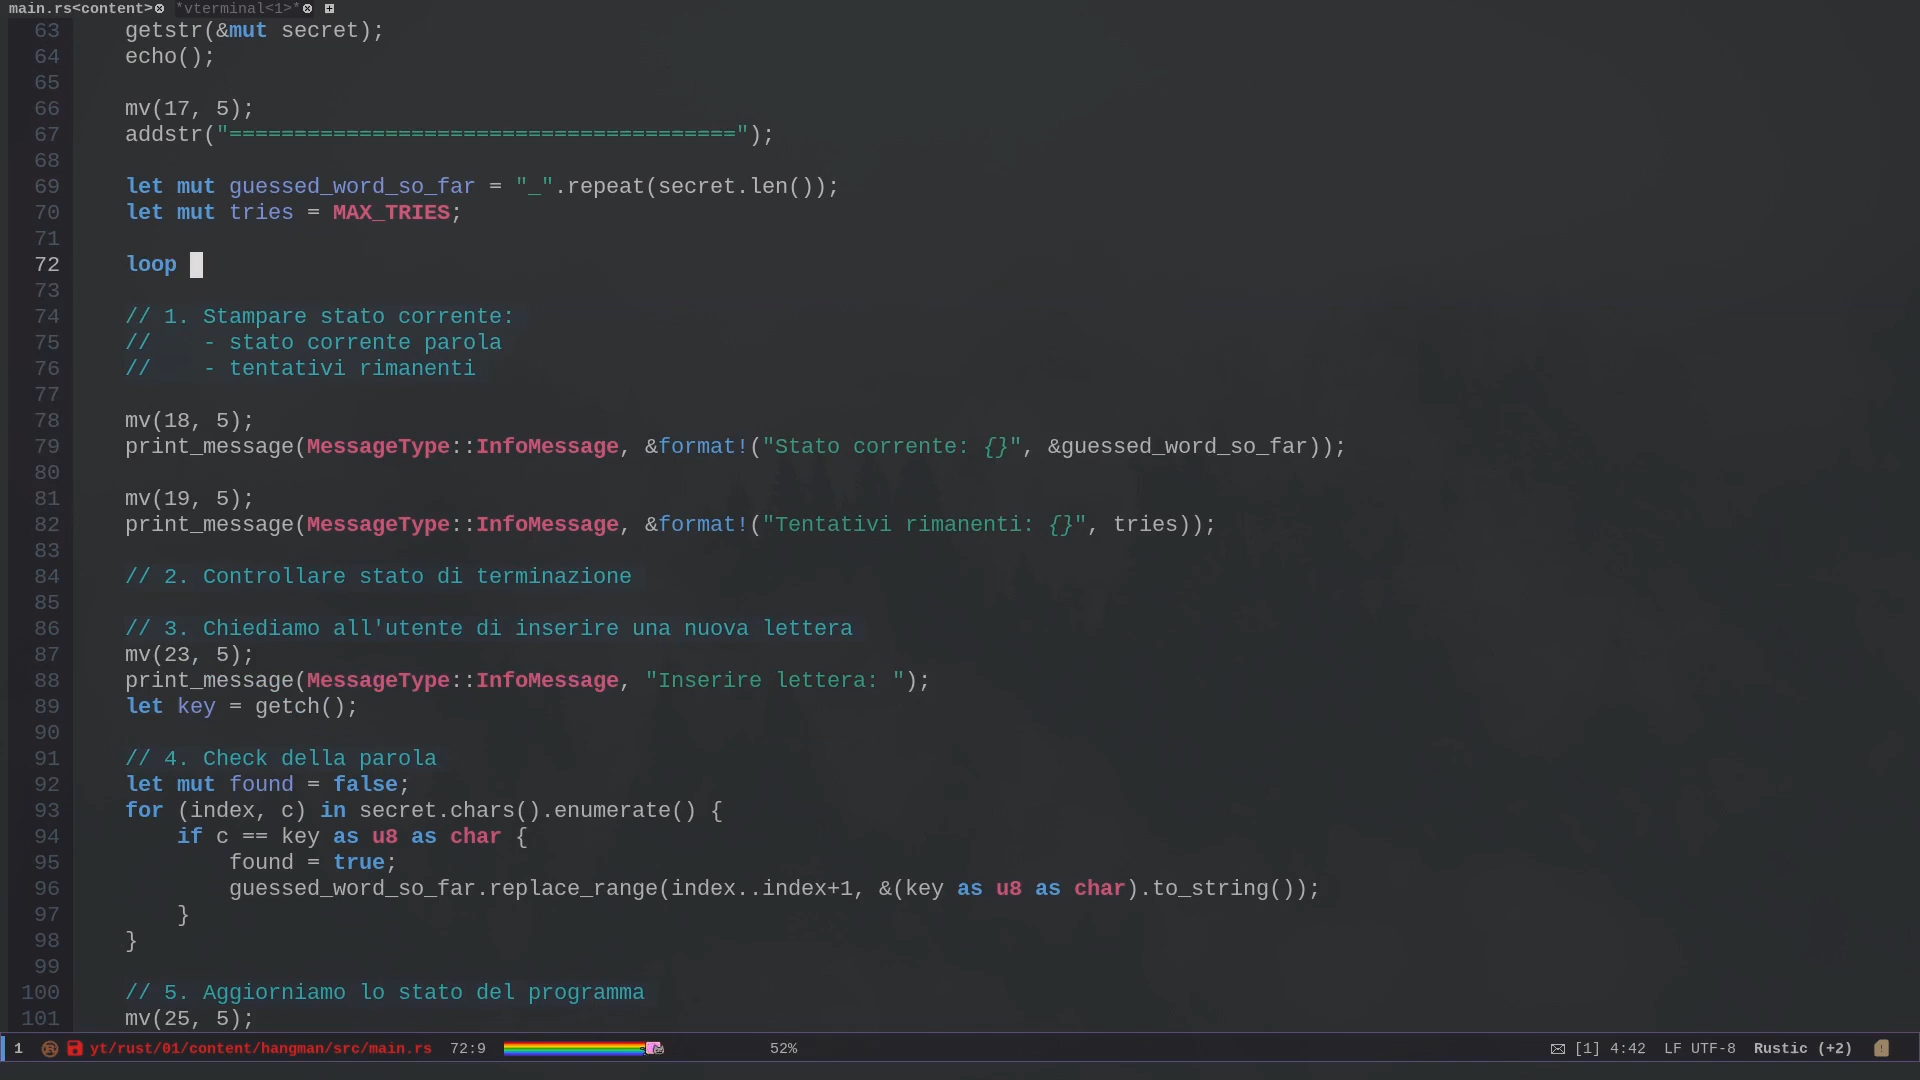 main.rs<content> *vterminal<1>*
63 getstr(&mut secret);
64 echo();
65
66 mv(17, 5);
67 addstr("=======================================");
68
69 let mut guessed_word_so_far = "_".repeat(secret.len());
70 let mut tries = MAX_TRIES;
71
72 loop
73
74 // 1. Stampare stato corrente:
75 //    - stato corrente parola
76 //    - tentativi rimanenti
77
78 mv(18, 5);
79 print_message(MessageType::InfoMessage, &format!("Stato corrente: {}", &guessed_word_so_far));
80
81 mv(19, 5);
82 print_message(MessageType::InfoMessage, &format!("Tentativi rimanenti: {}", tries));
83
84 // 2. Controllare stato di terminazione
85
86 // 3. Chiediamo all'utente di inserire una nuova lettera
87 mv(23, 5);
88 print_message(MessageType::InfoMessage, "Inserire lettera: ");
89 let key = getch();
90
91 // 4. Check della parola
92 let mut found = false;
93 for (index, c) in secret.chars().enumerate() {
94     if c == key as u8 as char {
95         found = true;
96         guessed_word_so_far.replace_range(index..index+1, &(key as u8 as char).to_string());
97     }
98 }
99
100 // 5. Aggiorniamo lo stato del programma
101 mv(25, 5);
1 yt/rust/01/content/hangman/src/main.rs 72:9 52% [1] 4:42 LF UTF-8 Rustic (+2)